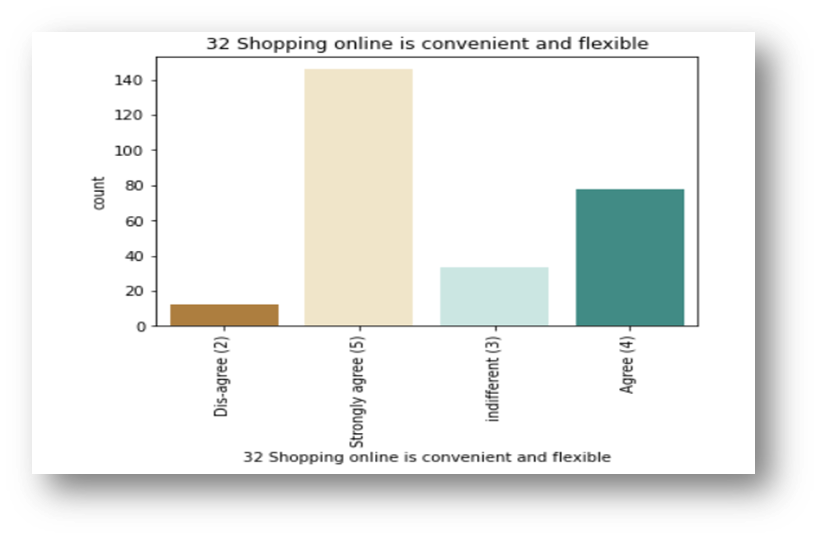 32 Shopping online is convenient and flexible
140
120
100
80
60
40
20
0
count
Dis-agree (2)
Strongly agree (5)
indifferent (3)
Agree (4)
32 Shopping online is convenient and flexible